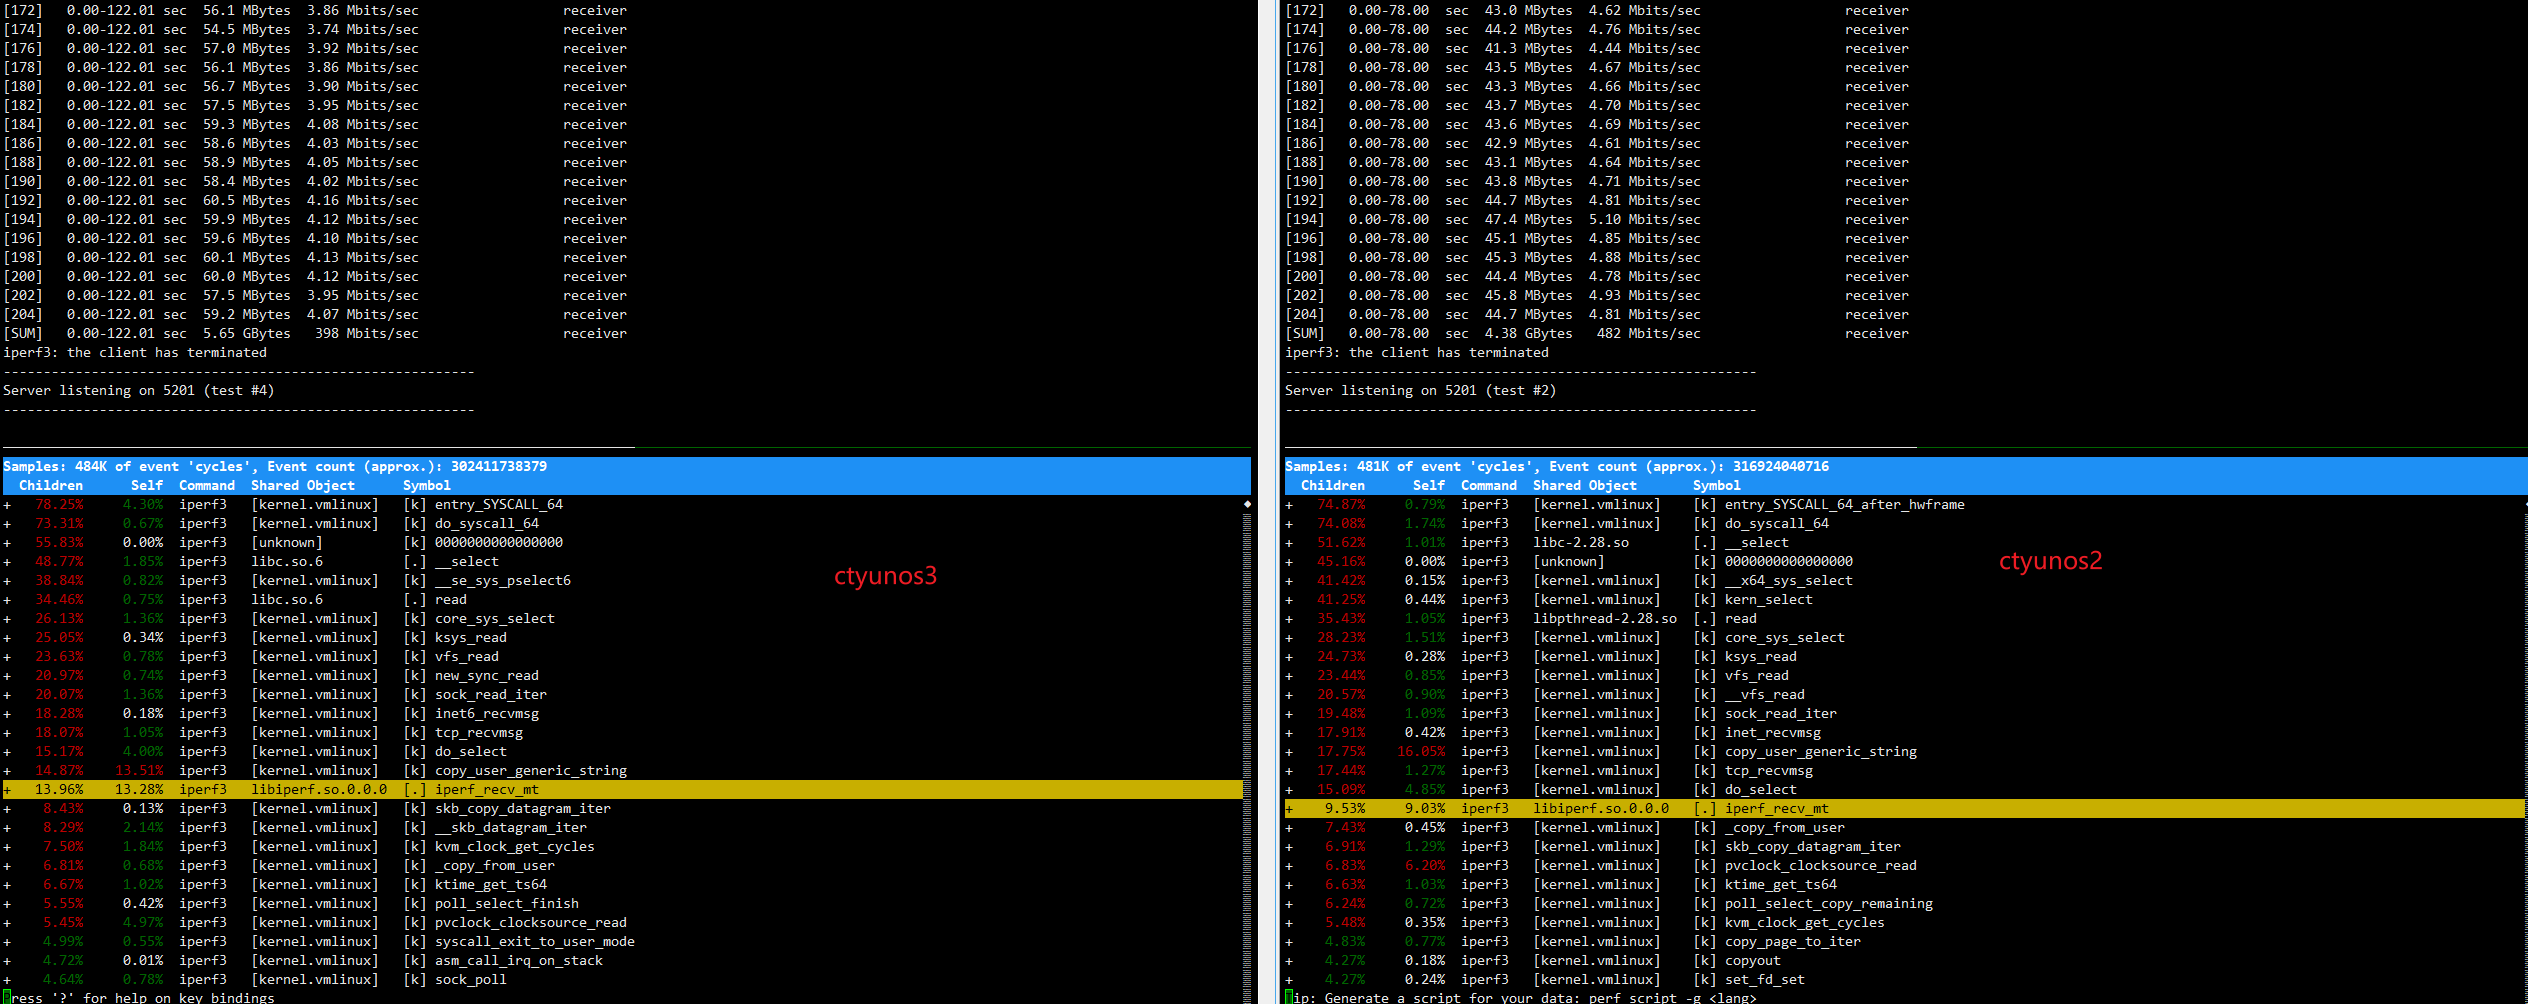 [172]   0.00-122.01 sec  56.1 MBytes  3.86 Mbits/sec                  receiver
[174]   0.00-122.01 sec  54.5 MBytes  3.74 Mbits/sec                  receiver
[176]   0.00-122.01 sec  57.0 MBytes  3.92 Mbits/sec                  receiver
[178]   0.00-122.01 sec  56.1 MBytes  3.86 Mbits/sec                  receiver
[180]   0.00-122.01 sec  56.7 MBytes  3.90 Mbits/sec                  receiver
[182]   0.00-122.01 sec  57.5 MBytes  3.95 Mbits/sec                  receiver
[184]   0.00-122.01 sec  59.3 MBytes  4.08 Mbits/sec                  receiver
[186]   0.00-122.01 sec  58.6 MBytes  4.03 Mbits/sec                  receiver
[188]   0.00-122.01 sec  58.9 MBytes  4.05 Mbits/sec                  receiver
[190]   0.00-122.01 sec  58.4 MBytes  4.02 Mbits/sec                  receiver
[192]   0.00-122.01 sec  60.5 MBytes  4.16 Mbits/sec                  receiver
[194]   0.00-122.01 sec  59.9 MBytes  4.12 Mbits/sec                  receiver
[196]   0.00-122.01 sec  59.6 MBytes  4.10 Mbits/sec                  receiver
[198]   0.00-122.01 sec  60.1 MBytes  4.13 Mbits/sec                  receiver
[200]   0.00-122.01 sec  60.0 MBytes  4.12 Mbits/sec                  receiver
[202]   0.00-122.01 sec  57.5 MBytes  3.95 Mbits/sec                  receiver
[204]   0.00-122.01 sec  59.2 MBytes  4.07 Mbits/sec                  receiver
[SUM]   0.00-122.01 sec  5.65 GBytes   398 Mbits/sec                  receiver
iperf3: the client has terminated
-----------------------------------------------------------
Server listening on 5201 (test #4)
-----------------------------------------------------------
Samples: 484K of event 'cycles', Event count (approx.): 302411738379
Children      Self  Command  Shared Object      Symbol
+   78.25%     4.30%  iperf3   [kernel.vmlinux]   [k] entry_SYSCALL_64
+   73.31%     0.67%  iperf3   [kernel.vmlinux]   [k] do_syscall_64
+   55.83%     0.00%  iperf3   [unknown]          [k] 0000000000000000
+   48.77%     1.85%  iperf3   libc.so.6          [.] __select
+   38.84%     0.82%  iperf3   [kernel.vmlinux]   [k] __se_sys_pselect6
+   34.46%     0.75%  iperf3   libc.so.6          [.] read
+   26.13%     1.36%  iperf3   [kernel.vmlinux]   [k] core_sys_select
+   25.05%     0.34%  iperf3   [kernel.vmlinux]   [k] ksys_read
+   23.63%     0.78%  iperf3   [kernel.vmlinux]   [k] vfs_read
+   20.97%     0.74%  iperf3   [kernel.vmlinux]   [k] new_sync_read
+   20.07%     1.36%  iperf3   [kernel.vmlinux]   [k] sock_read_iter
+   18.28%     0.18%  iperf3   [kernel.vmlinux]   [k] inet6_recvmsg
+   18.07%     1.05%  iperf3   [kernel.vmlinux]   [k] tcp_recvmsg
+   15.17%     4.00%  iperf3   [kernel.vmlinux]   [k] do_select
+   14.87%    13.51%  iperf3   [kernel.vmlinux]   [k] copy_user_generic_string
+   13.96%    13.28%  iperf3   libiperf.so.0.0.0  [.] iperf_recv_mt
+    8.43%     0.13%  iperf3   [kernel.vmlinux]   [k] skb_copy_datagram_iter
+    8.29%     2.14%  iperf3   [kernel.vmlinux]   [k] __skb_datagram_iter
+    7.50%     1.84%  iperf3   [kernel.vmlinux]   [k] kvm_clock_get_cycles
+    6.81%     0.68%  iperf3   [kernel.vmlinux]   [k] _copy_from_user
+    6.67%     1.02%  iperf3   [kernel.vmlinux]   [k] ktime_get_ts64
+    5.55%     0.42%  iperf3   [kernel.vmlinux]   [k] poll_select_finish
+    5.45%     4.97%  iperf3   [kernel.vmlinux]   [k] pvclock_clocksource_read
+    4.99%     0.55%  iperf3   [kernel.vmlinux]   [k] syscall_exit_to_user_mode
+    4.72%     0.01%  iperf3   [kernel.vmlinux]   [k] asm_call_irq_on_stack
+    4.64%     0.78%  iperf3   [kernel.vmlinux]   [k] sock_poll
ress '?' for help on key bindings
ctyunos3
[172]   0.00-78.00  sec  43.0 MBytes  4.62 Mbits/sec                  receiver
[174]   0.00-78.00  sec  44.2 MBytes  4.76 Mbits/sec                  receiver
[176]   0.00-78.00  sec  41.3 MBytes  4.44 Mbits/sec                  receiver
[178]   0.00-78.00  sec  43.5 MBytes  4.67 Mbits/sec                  receiver
[180]   0.00-78.00  sec  43.3 MBytes  4.66 Mbits/sec                  receiver
[182]   0.00-78.00  sec  43.7 MBytes  4.70 Mbits/sec                  receiver
[184]   0.00-78.00  sec  43.6 MBytes  4.69 Mbits/sec                  receiver
[186]   0.00-78.00  sec  42.9 MBytes  4.61 Mbits/sec                  receiver
[188]   0.00-78.00  sec  43.1 MBytes  4.64 Mbits/sec                  receiver
[190]   0.00-78.00  sec  43.8 MBytes  4.71 Mbits/sec                  receiver
[192]   0.00-78.00  sec  44.7 MBytes  4.81 Mbits/sec                  receiver
[194]   0.00-78.00  sec  47.4 MBytes  5.10 Mbits/sec                  receiver
[196]   0.00-78.00  sec  45.1 MBytes  4.85 Mbits/sec                  receiver
[198]   0.00-78.00  sec  45.3 MBytes  4.88 Mbits/sec                  receiver
[200]   0.00-78.00  sec  44.4 MBytes  4.78 Mbits/sec                  receiver
[202]   0.00-78.00  sec  45.8 MBytes  4.93 Mbits/sec                  receiver
[204]   0.00-78.00  sec  44.7 MBytes  4.81 Mbits/sec                  receiver
[SUM]   0.00-78.00  sec  4.38 GBytes   482 Mbits/sec                  receiver
iperf3: the client has terminated
-----------------------------------------------------------
Server listening on 5201 (test #2)
-----------------------------------------------------------
Samples: 481K of event 'cycles', Event count (approx.): 316924040716
Children      Self  Command  Shared Object      Symbol
+   74.87%     0.79%  iperf3   [kernel.vmlinux]   [k] entry_SYSCALL_64_after_hwframe
+   74.08%     1.74%  iperf3   [kernel.vmlinux]   [k] do_syscall_64
+   51.62%     1.01%  iperf3   libc-2.28.so       [.] __select
+   45.16%     0.00%  iperf3   [unknown]          [k] 0000000000000000
+   41.42%     0.15%  iperf3   [kernel.vmlinux]   [k] __x64_sys_select
+   41.25%     0.44%  iperf3   [kernel.vmlinux]   [k] kern_select
+   35.43%     1.05%  iperf3   libpthread-2.28.so  [.] read
+   28.23%     1.51%  iperf3   [kernel.vmlinux]   [k] core_sys_select
+   24.73%     0.28%  iperf3   [kernel.vmlinux]   [k] ksys_read
+   23.44%     0.85%  iperf3   [kernel.vmlinux]   [k] vfs_read
+   20.57%     0.90%  iperf3   [kernel.vmlinux]   [k] __vfs_read
+   19.48%     1.09%  iperf3   [kernel.vmlinux]   [k] sock_read_iter
+   17.91%     0.42%  iperf3   [kernel.vmlinux]   [k] inet_recvmsg
+   17.75%    16.05%  iperf3   [kernel.vmlinux]   [k] copy_user_generic_string
+   17.44%     1.27%  iperf3   [kernel.vmlinux]   [k] tcp_recvmsg
+   15.09%     4.85%  iperf3   [kernel.vmlinux]   [k] do_select
+    9.53%     9.03%  iperf3   libiperf.so.0.0.0  [.] iperf_recv_mt
+    7.43%     0.45%  iperf3   [kernel.vmlinux]   [k] _copy_from_user
+    6.91%     1.29%  iperf3   [kernel.vmlinux]   [k] skb_copy_datagram_iter
+    6.83%     6.20%  iperf3   [kernel.vmlinux]   [k] pvclock_clocksource_read
+    6.63%     1.03%  iperf3   [kernel.vmlinux]   [k] ktime_get_ts64
+    6.24%     0.72%  iperf3   [kernel.vmlinux]   [k] poll_select_copy_remaining
+    5.48%     0.35%  iperf3   [kernel.vmlinux]   [k] kvm_clock_get_cycles
+    4.83%     0.77%  iperf3   [kernel.vmlinux]   [k] copy_page_to_iter
+    4.27%     0.18%  iperf3   [kernel.vmlinux]   [k] copyout
+    4.27%     0.24%  iperf3   [kernel.vmlinux]   [k] set_fd_set
ip: Generate a script for your data: perf script -g <lang>
ctyunos2